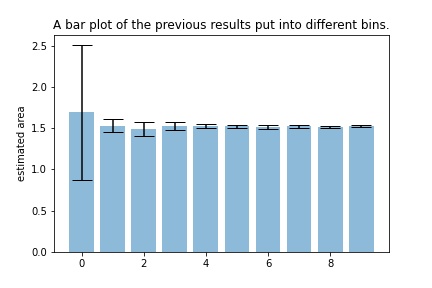 A bar plot of the previous results put into different bins.
estimated area
2.5
2.0
1.5
1.0
0.5
0.0
0 2 4 6 8